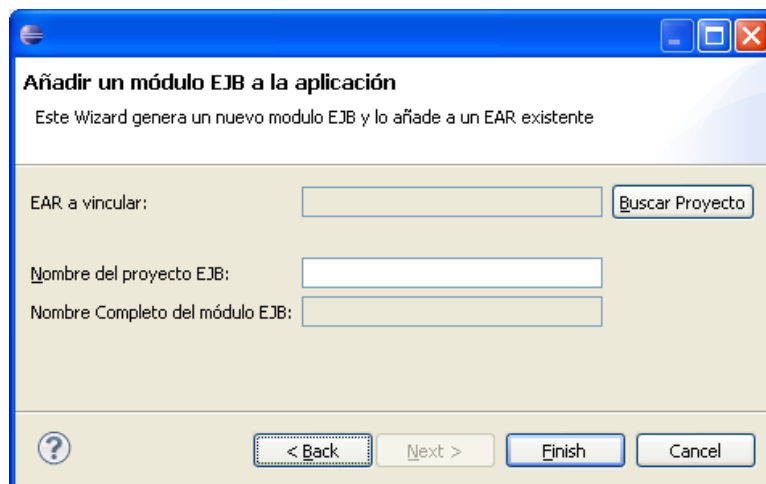 Añadir un módulo EJB a la aplicación
Este Wizard genera un nuevo modulo EJB y lo añade a un EAR existente
EAR a vincular:
Buscar Proyecto
Nombre del proyecto EJB:
Nombre Completo del módulo EJB:
?
< Back
Next >
Finish
Cancel